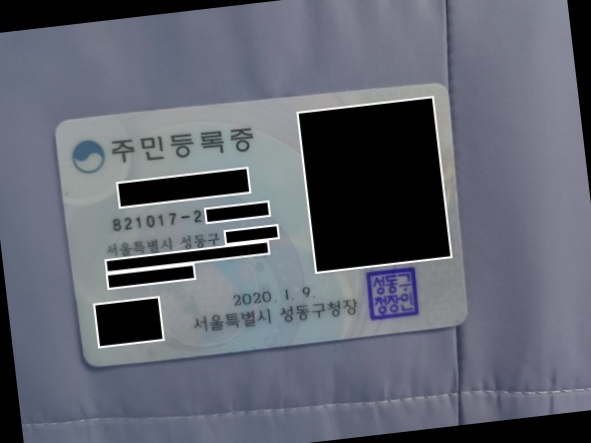 주민등록증
821017-2
서울특별시 성동구
2020. 1. 9.
서울특별시 성동구청장
성동구
청장인